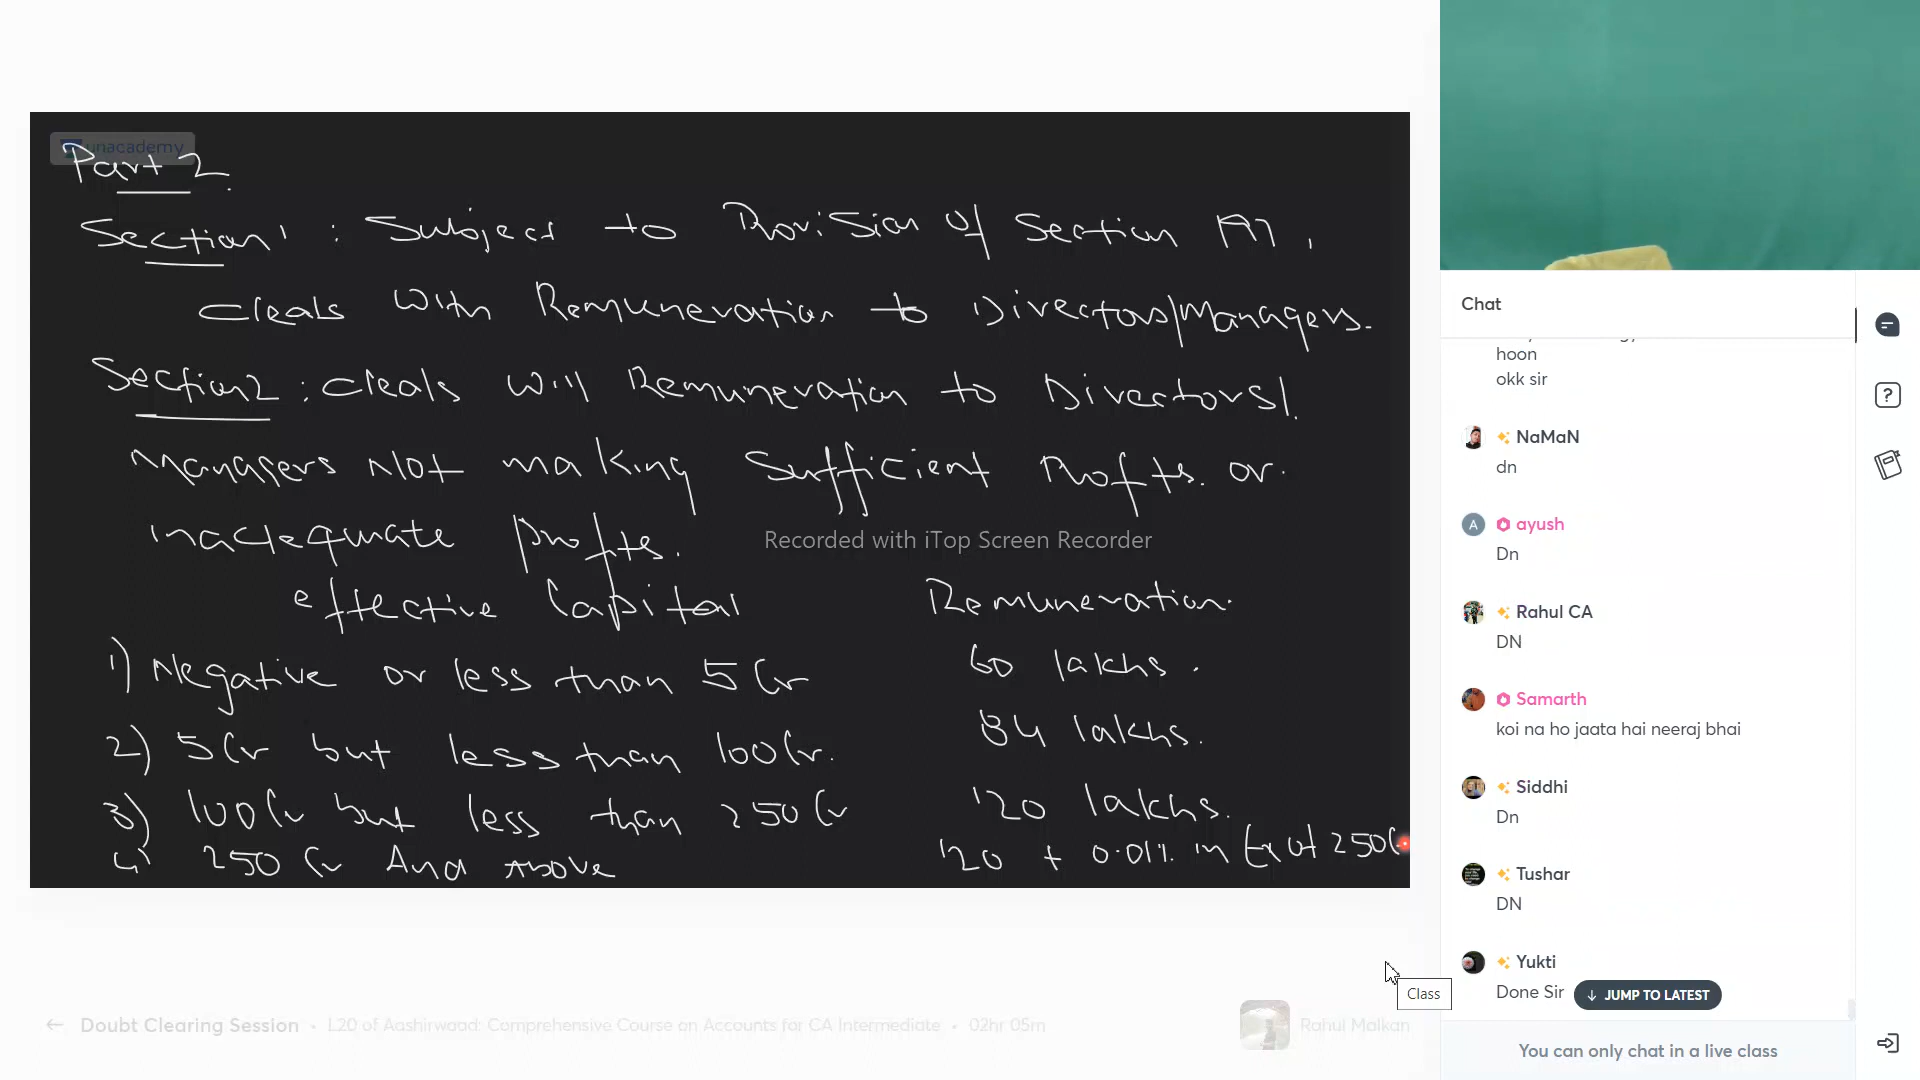 unacademy
Part 2.
Section 1 : Subject to Provision of Section 197,
deals with Remuneration to Directors/Managers.
Section 2 : deals will Remuneration to Directors/.
Managers Not making Sufficient Profits. or.
inadequate profits.
Recorded with iTop Screen Recorder
effective Capital Remuneration.
1) Negative or less than 5 Cr 60 lakhs.
2) 5 Cr but less than 100 Cr. 84 lakhs.
3) 100 Cr but less than 250 Cr 120 lakhs.
4) 250 Cr And Above 120 + 0.01% in Ex of 250 Cr
Class
Doubt Clearing Session • L20 of Aashirwaad: Comprehensive Course on Accounts for CA Intermediate • 02hr 05m
Rahul Malkan
Chat
hoon
okk sir
NaMaN
dn
A
ayush
Dn
Rahul CA
DN
Samarth
koi na ho jaata hai neeraj bhai
Siddhi
Dn
Tushar
DN
Yukti
Done Sir
JUMP TO LATEST
You can only chat in a live class